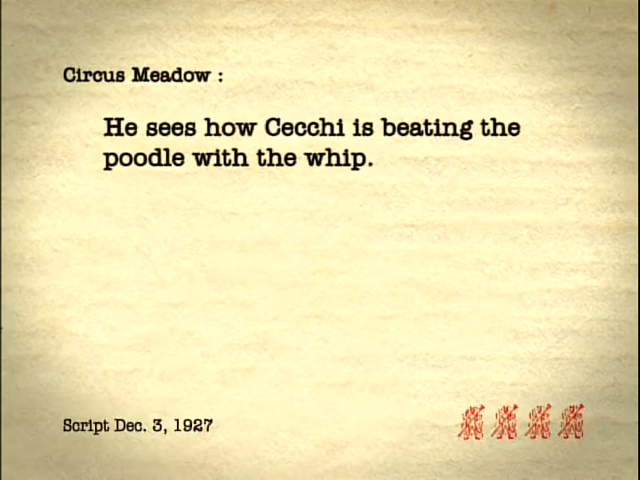 Circus Meadow :
He sees how Cecchi is beating the
poodle with the whip.
Script Dec. 3, 1927